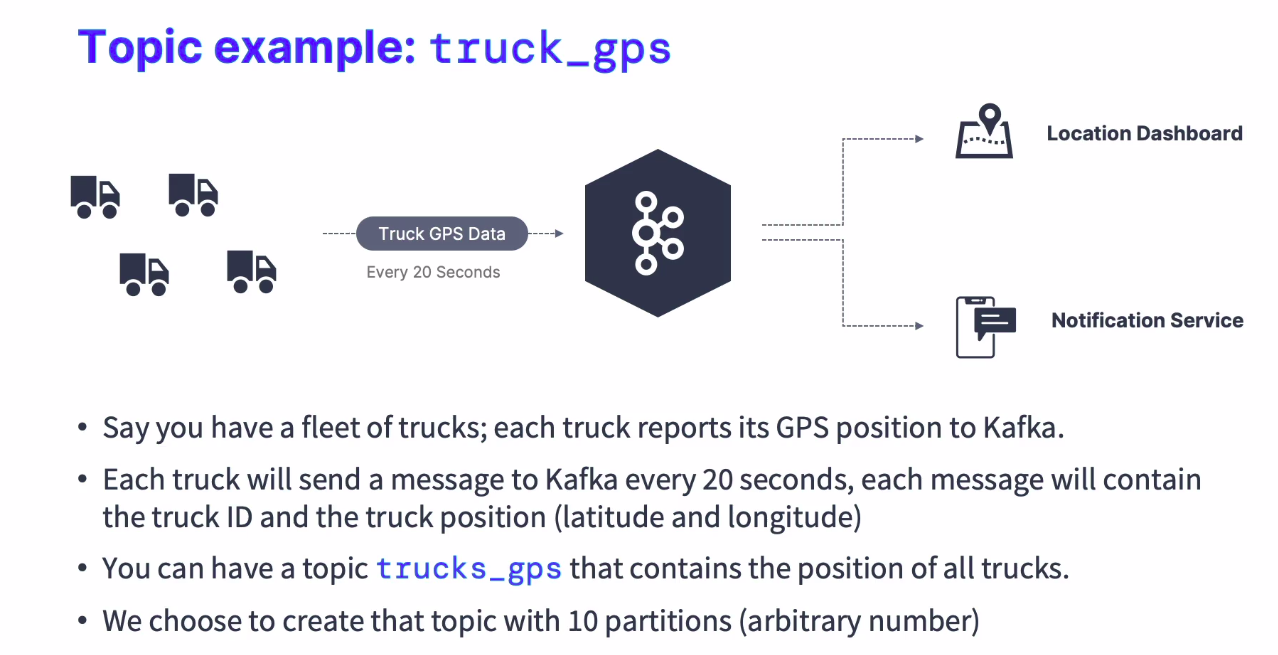 Topic example: truck_gps
Location Dashboard
Truck GPS Data
Every 20 Seconds
Notification Service
• Say you have a fleet of trucks; each truck reports its GPS position to Kafka.
• Each truck will send a message to Kafka every 20 seconds, each message will contain
the truck ID and the truck position (latitude and longitude)
• You can have a topic trucks_gps that contains the position of all trucks.
• We choose to create that topic with 10 partitions (arbitrary number)